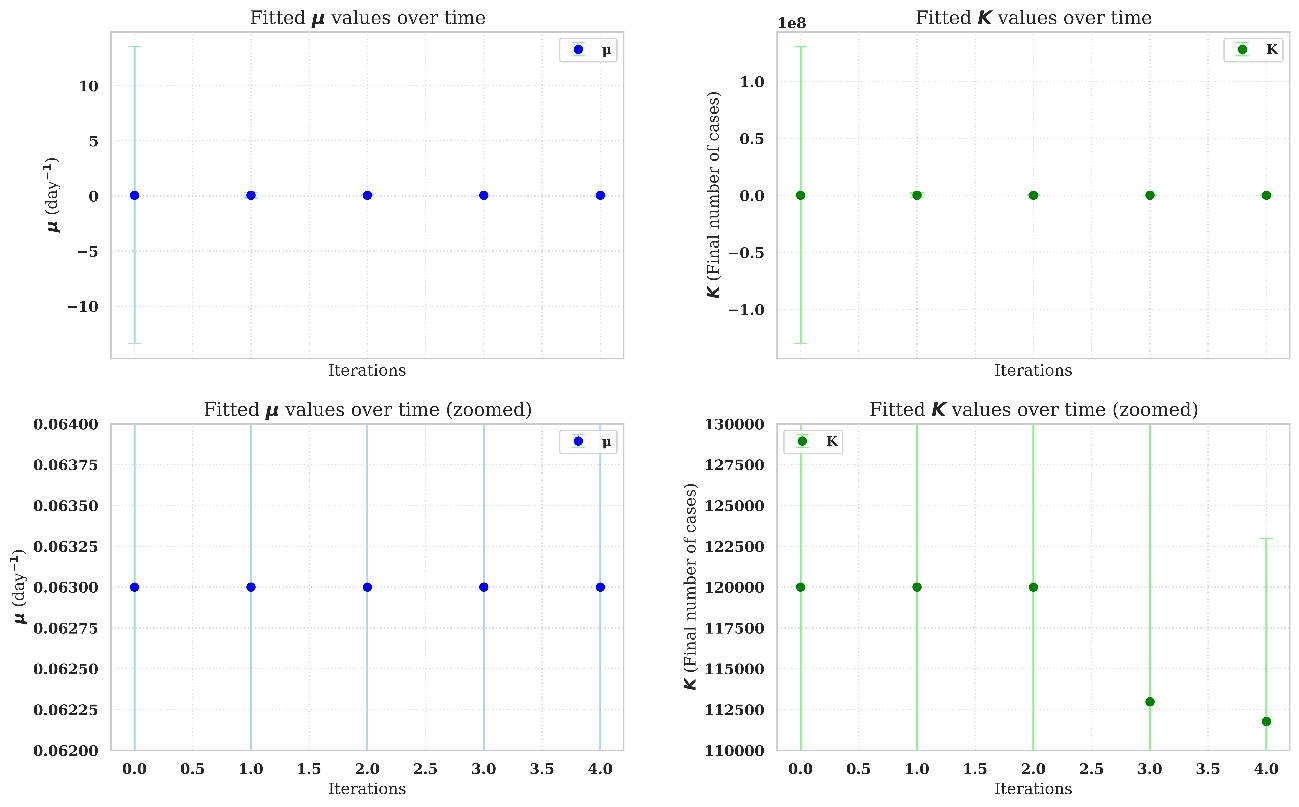 Fitted μ values over time
μ (day⁻¹)
10
5
0
−5
−10
μ
Iterations
Fitted K values over time
1e8
K (Final number of cases)
1.0
0.5
0.0
−0.5
−1.0
K
Iterations
Fitted μ values over time (zoomed)
μ (day⁻¹)
0.06400
0.06375
0.06350
0.06325
0.06300
0.06275
0.06250
0.06225
0.06200
μ
0.0 0.5 1.0 1.5 2.0 2.5 3.0 3.5 4.0
Iterations
Fitted K values over time (zoomed)
K (Final number of cases)
130000
127500
125000
122500
120000
117500
115000
112500
110000
K
0.0 0.5 1.0 1.5 2.0 2.5 3.0 3.5 4.0
Iterations